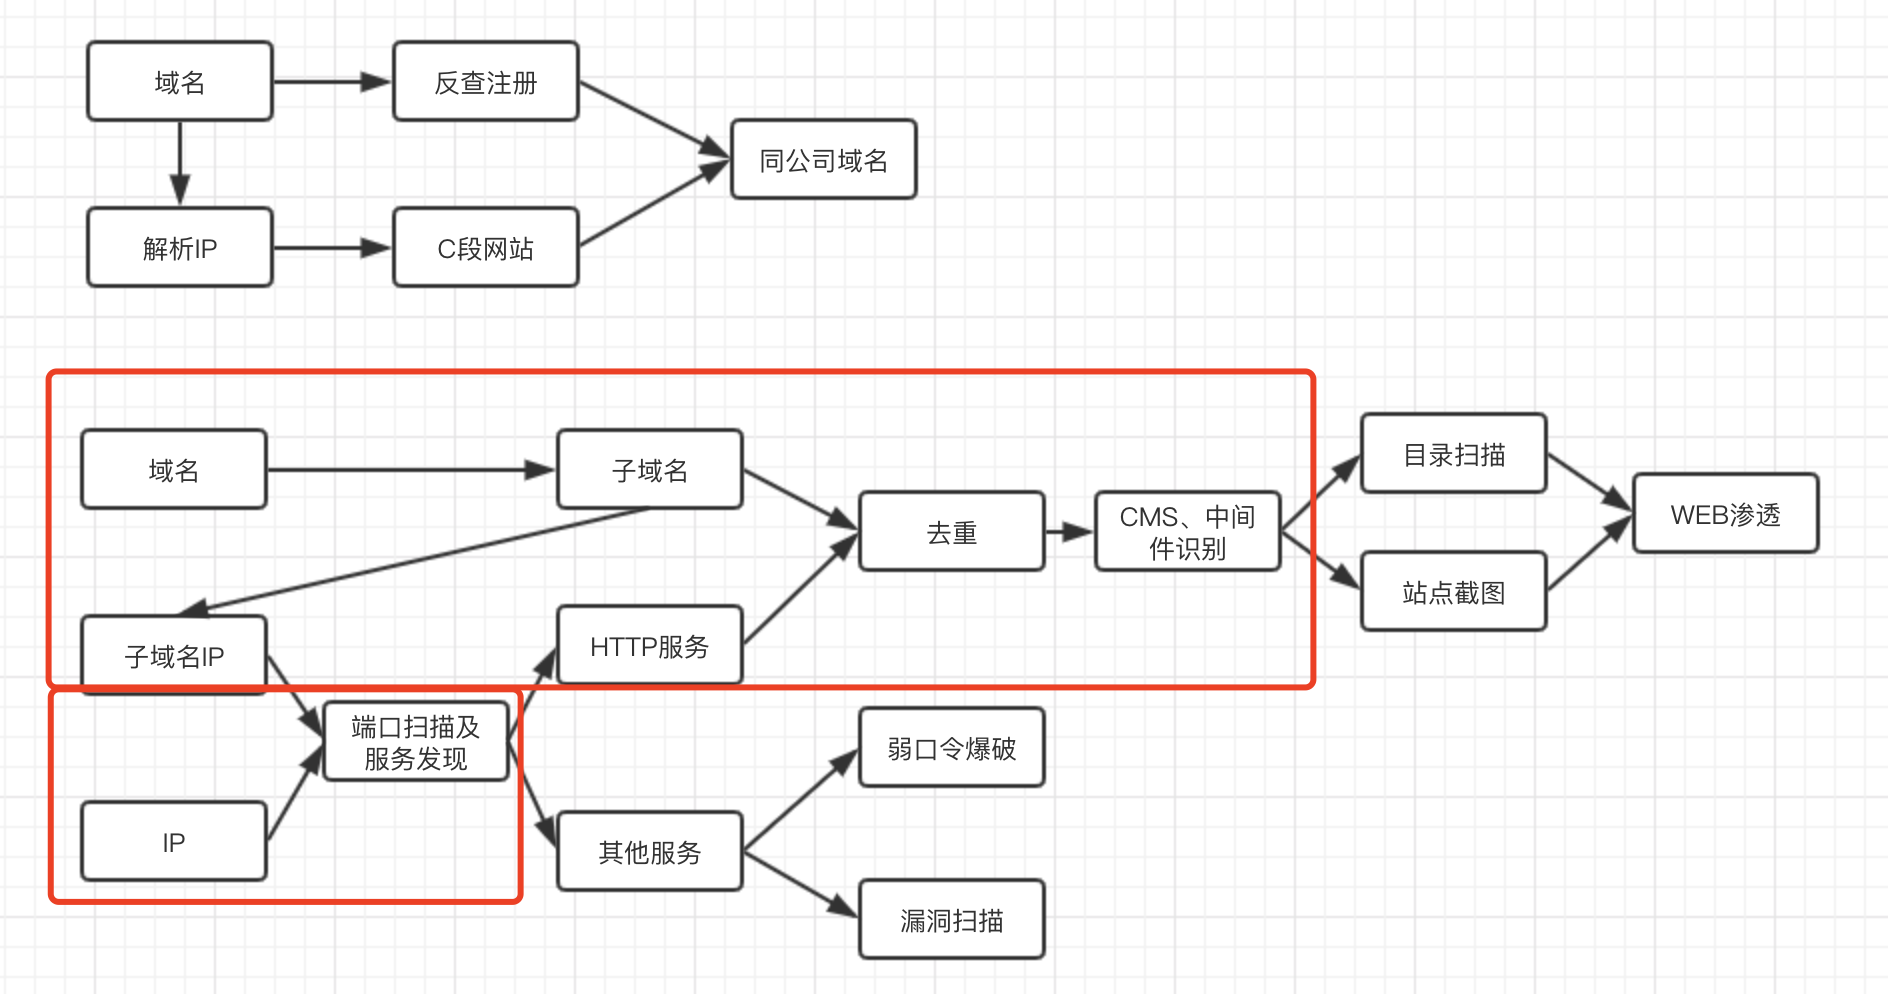 域名
反查注册
同公司域名
解析IP
C段网站
域名
子域名
去重
CMS、中间
件识别
目录扫描
站点截图
WEB渗透
子域名IP
HTTP服务
端口扫描及
服务发现
IP
其他服务
弱口令爆破
漏洞扫描